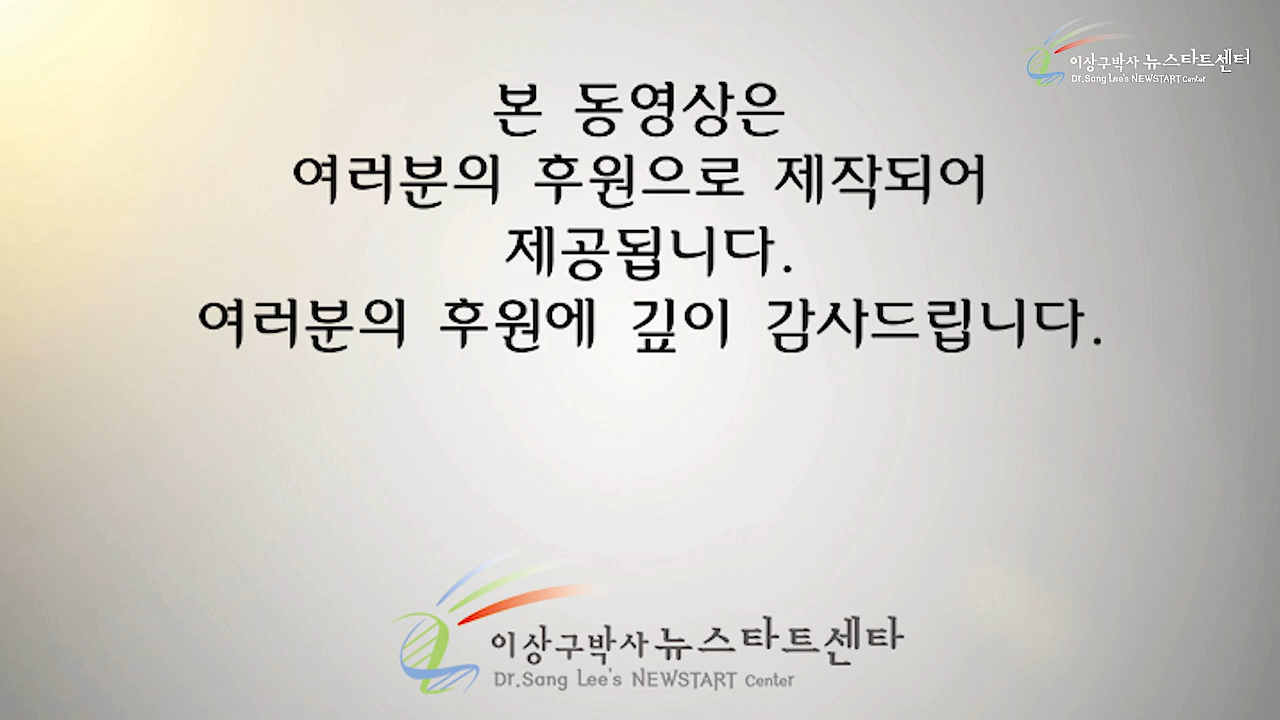 이상구박사 뉴스타트센터
Dr.Sang Lee's NEWSTART Center
본 동영상은
여러분의 후원으로 제작되어
제공됩니다.
여러분의 후원에 깊이 감사드립니다.
이상구박사 뉴스타트센타
Dr.Sang Lee's NEWSTART Center